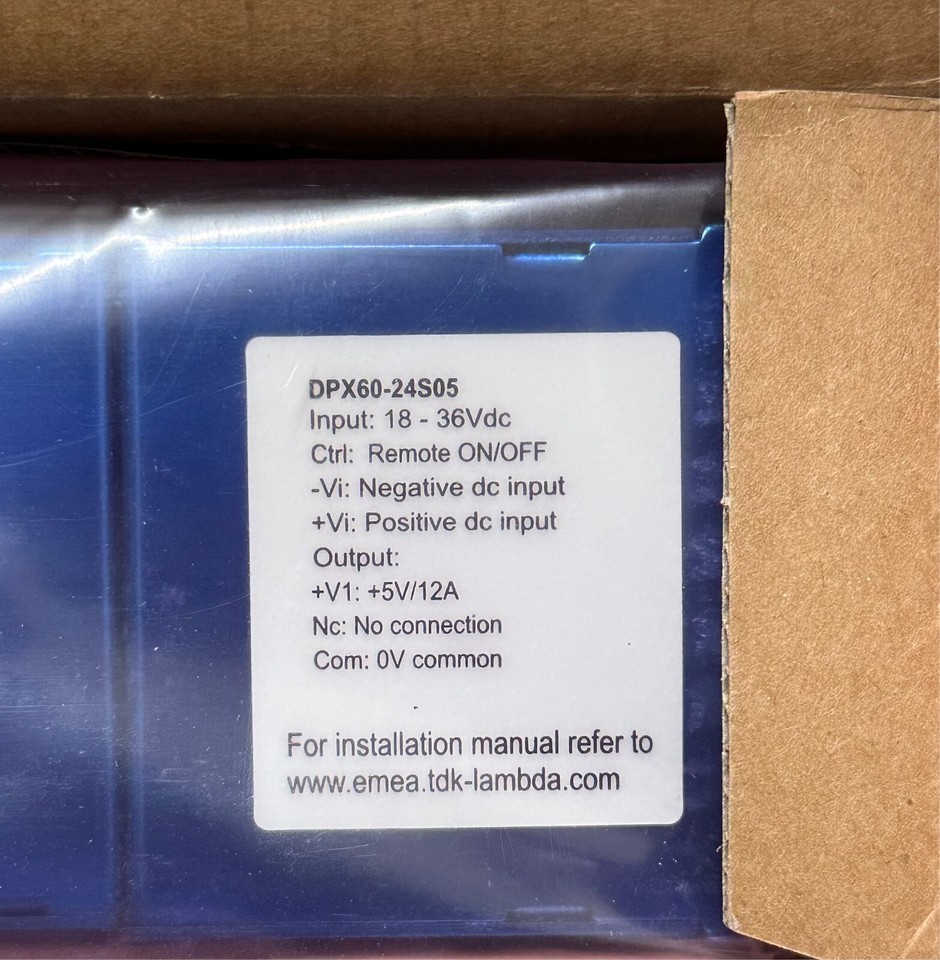 DPX60-24S05
Input: 18 - 36Vdc
Ctrl: Remote ON/OFF
-Vi: Negative dc input
+Vi: Positive dc input
Output:
+V1: +5V/12A
Nc: No connection
Com: 0V common
For installation manual refer to
www.emea.tdk-lambda.com